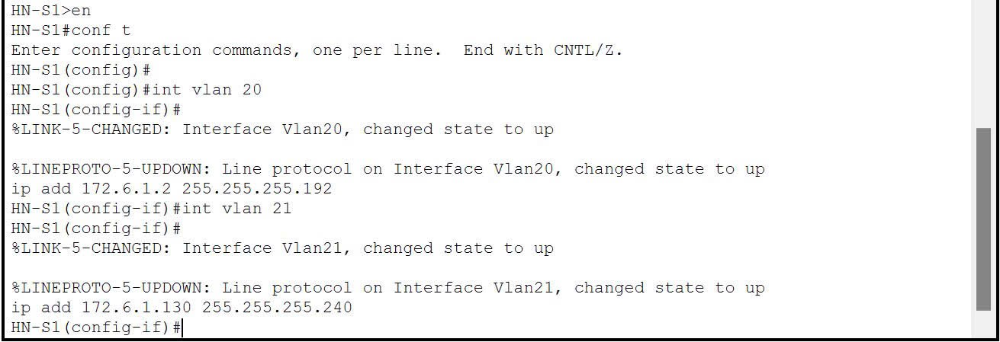 HN-S1>en
HN-S1#conf t
Enter configuration commands, one per line.  End with CNTL/Z.
HN-S1(config)#
HN-S1(config)#int vlan 20
HN-S1(config-if)#
%LINK-5-CHANGED: Interface Vlan20, changed state to up
%LINEPROTO-5-UPDOWN: Line protocol on Interface Vlan20, changed state to up
ip add 172.6.1.2 255.255.255.192
HN-S1(config-if)#int vlan 21
HN-S1(config-if)#
%LINK-5-CHANGED: Interface Vlan21, changed state to up
%LINEPROTO-5-UPDOWN: Line protocol on Interface Vlan21, changed state to up
ip add 172.6.1.130 255.255.255.240
HN-S1(config-if)#